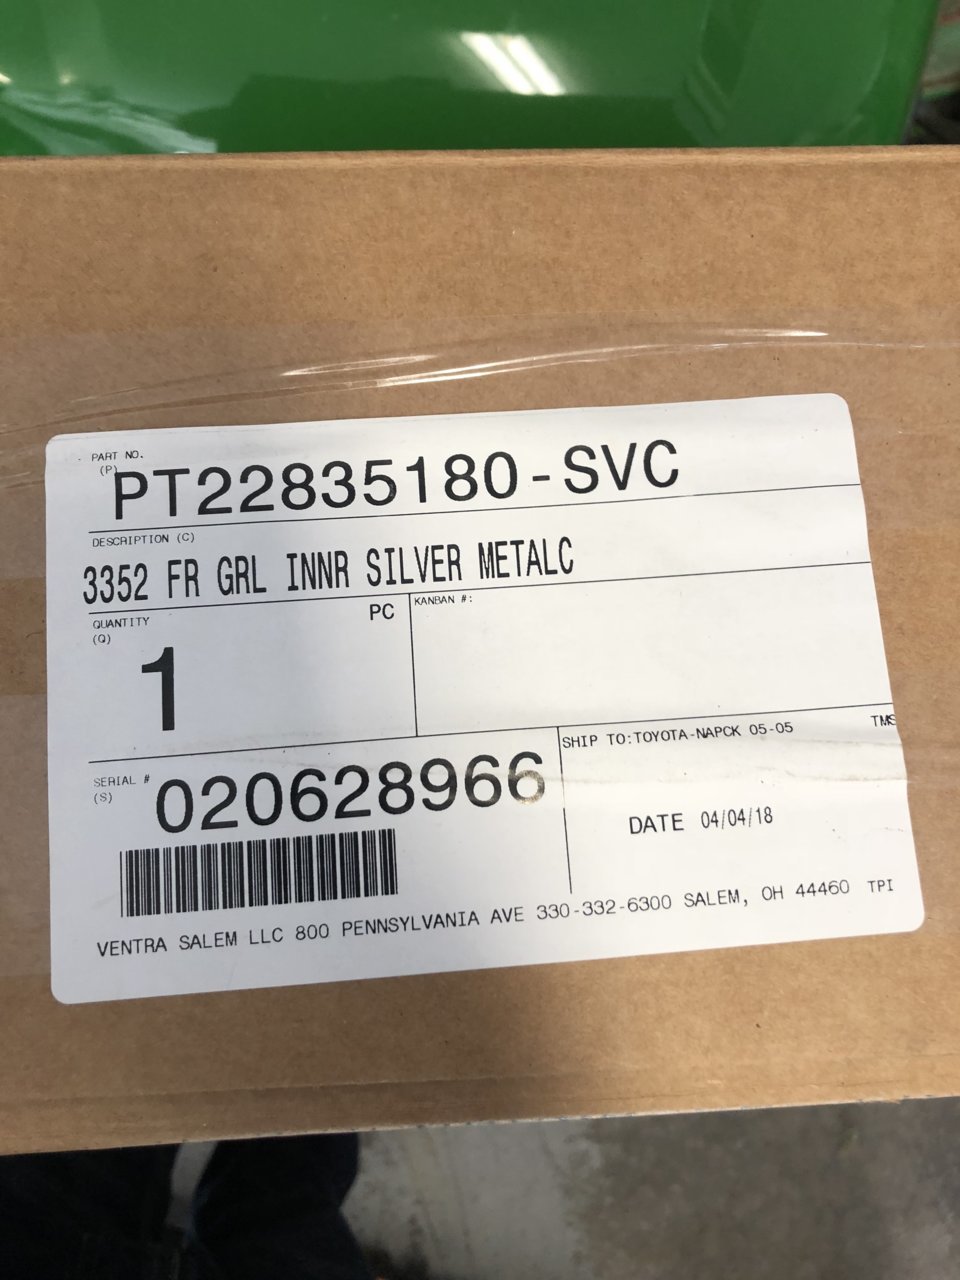 PART NO.
(P)
PT22835180-SVC
DESCRIPTION (C)
3352 FR GRL INNR SILVER METALC
QUANTITY
(Q)
PC
1
KANBAN #:
SERIAL #
(S)
020628966
SHIP TO:TOYOTA-NAPCK 05-05
TMS
DATE 04/04/18
VENTRA SALEM LLC 800 PENNSYLVANIA AVE 330-332-6300 SALEM, OH 44460 TPI